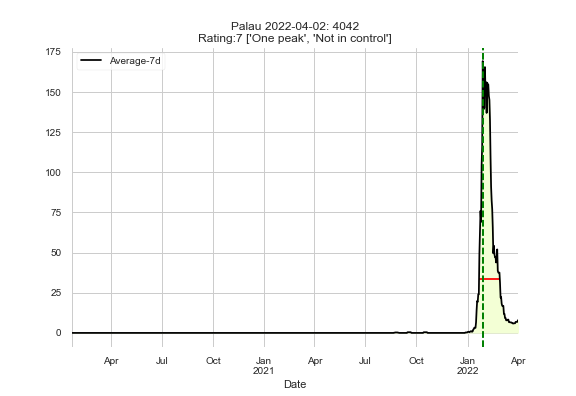 Palau 2022-04-02: 4042
Rating:7 ['One peak', 'Not in control']
175
Average-7d
150
125
100
75
50
25
0
Apr Jul Oct Jan Apr Jul Oct Jan Apr
2021 2022
Date